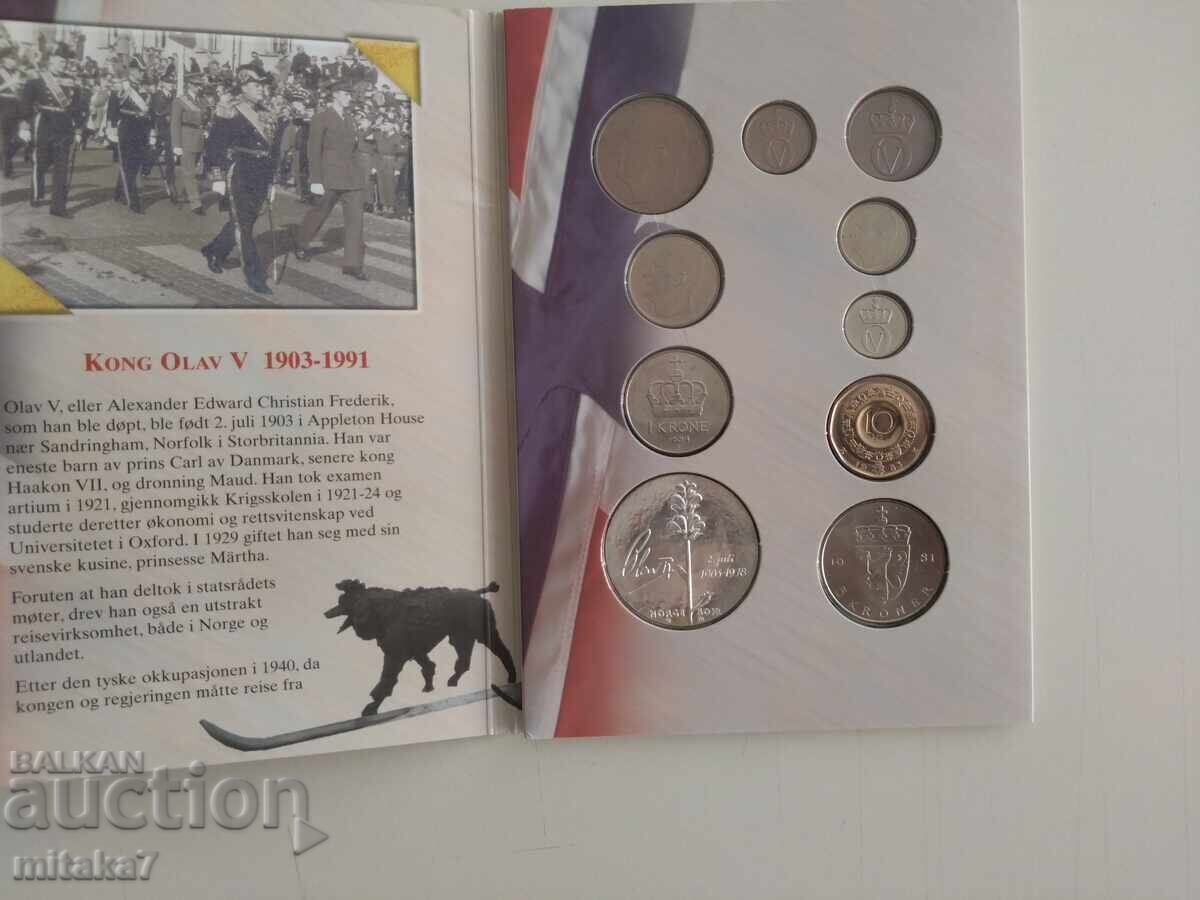 KONG OLAV V 1903-1991
Olav V, eller Alexander Edward Christian Frederik,
som han ble døpt, ble født 2. juli 1903 i Appleton House
nær Sandringham, Norfolk i Storbritannia. Han var
eneste barn av prins Carl av Danmark, senere kong
Haakon VII, og dronning Maud. Han tok examen
artium i 1921, gjennomgikk Krigsskolen i 1921-24 og
studerte deretter økonomi og rettsvitenskap ved
Universitetet i Oxford. I 1929 giftet han seg med sin
svenske kusine, prinsesse Märtha.
Foruten at han deltok i statsrådets
møter, drev han også en utstrakt
reisevirksomhet, både i Norge og
utlandet.
Etter den tyske okkupasjonen i 1940, da
kongen og regjeringen måtte reise fra
V
V
V
1 KRONE
10
Olav R
2. juli
1903-1978
NORGE
5 KRONER
BALKAN
auction
mitaka7